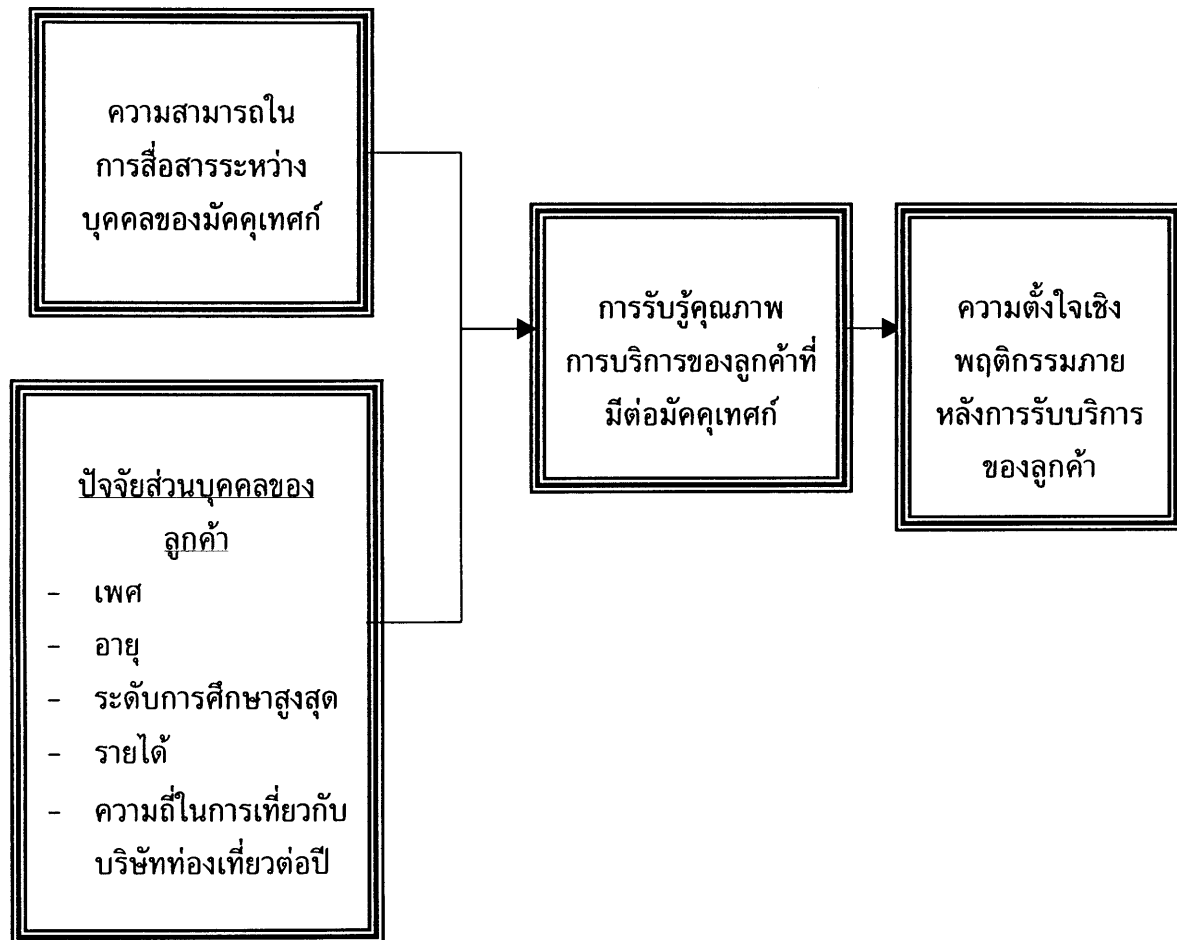 ความสามารถใน
การสื่อสารระหว่าง
บุคคลของมัคคุเทศก์
ปัจจัยส่วนบุคคลของ
ลูกค้า
- เพศ
- อายุ
- ระดับการศึกษาสูงสุด
- รายได้
- ความถี่ในการเที่ยวกับ
บริษัทท่องเที่ยวต่อปี
การรับรู้คุณภาพ
การบริการของลูกค้าที่
มีต่อมัคคุเทศก์
ความตั้งใจเชิง
พฤติกรรมภาย
หลังการรับบริการ
ของลูกค้า